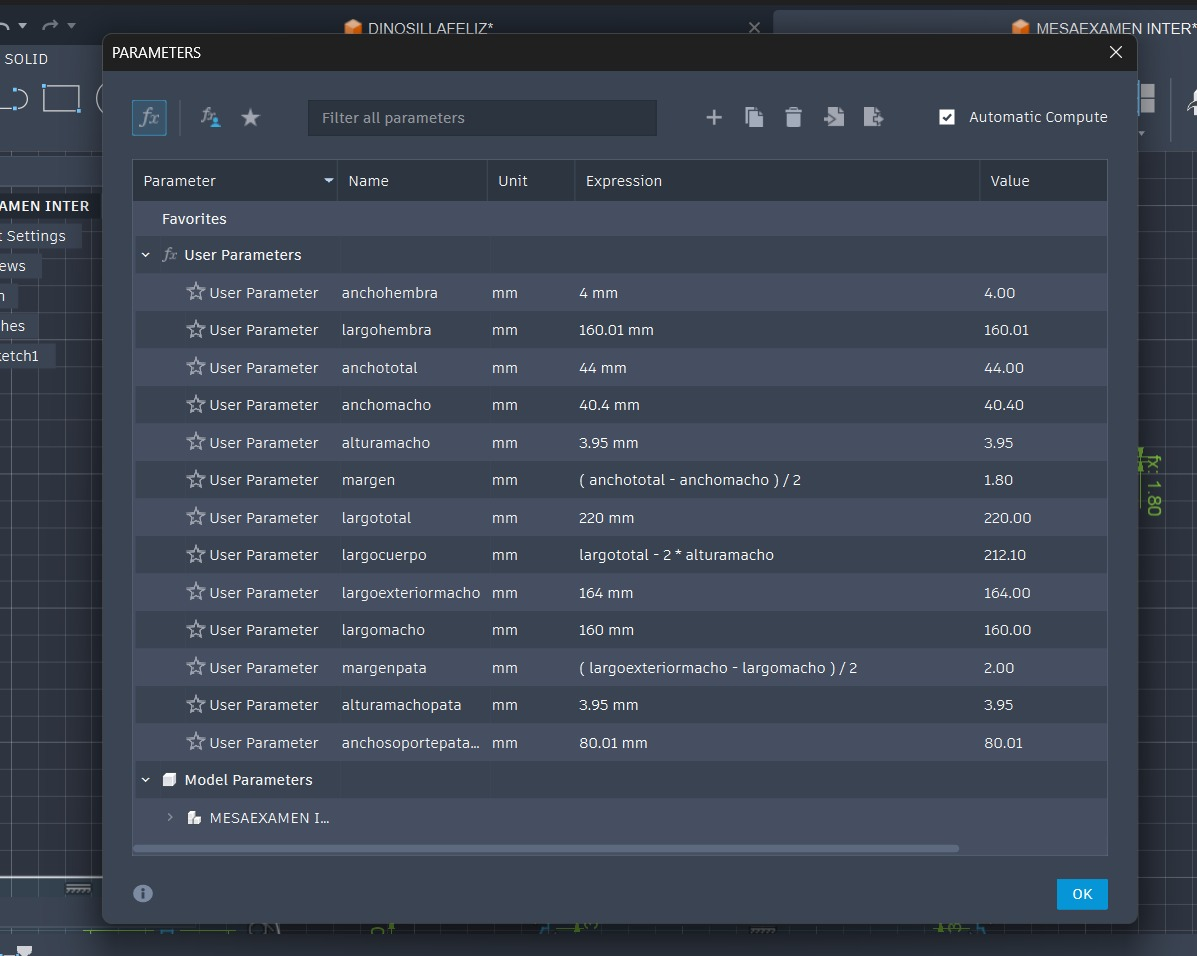 DINOSILLAFELIZ*
MESAEXAMEN INTER*
SOLID
PARAMETERS
fx
Filter all parameters
Automatic Compute
Parameter Name Unit Expression Value
Favorites
fx User Parameters
User Parameter anchohembra mm 4 mm 4.00
User Parameter largohembra mm 160.01 mm 160.01
User Parameter anchototal mm 44 mm 44.00
User Parameter anchomacho mm 40.4 mm 40.40
User Parameter alturamacho mm 3.95 mm 3.95
User Parameter margen mm ( anchototal - anchomacho ) / 2 1.80
User Parameter largototal mm 220 mm 220.00
User Parameter largocuerpo mm largototal - 2 * alturamacho 212.10
User Parameter largoexteriormacho mm 164 mm 164.00
User Parameter largomacho mm 160 mm 160.00
User Parameter margenpata mm ( largoexteriormacho - largomacho ) / 2 2.00
User Parameter alturamachopata mm 3.95 mm 3.95
User Parameter anchosoportepata... mm 80.01 mm 80.01
Model Parameters
MESAEXAMEN I...
OK
AMEN INTER
t Settings
ews
n
hes
ketch1
fx: 1.80